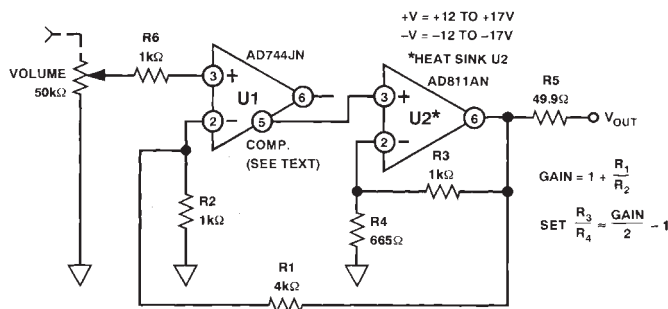 +V = +12 TO +17V
−V = −12 TO −17V
*HEAT SINK U2
R6
1kΩ
AD744JN
AD811AN
VOLUME
50kΩ
3
+
U1
6
2
−
5
COMP.
(SEE TEXT)
3
+
U2*
6
2
−
R5
49.9Ω
VOUT
R3
1kΩ
R2
1kΩ
R4
665Ω
R1
4kΩ
GAIN = 1 + R1/R2
SET R3/R4 ≈ GAIN/2 − 1